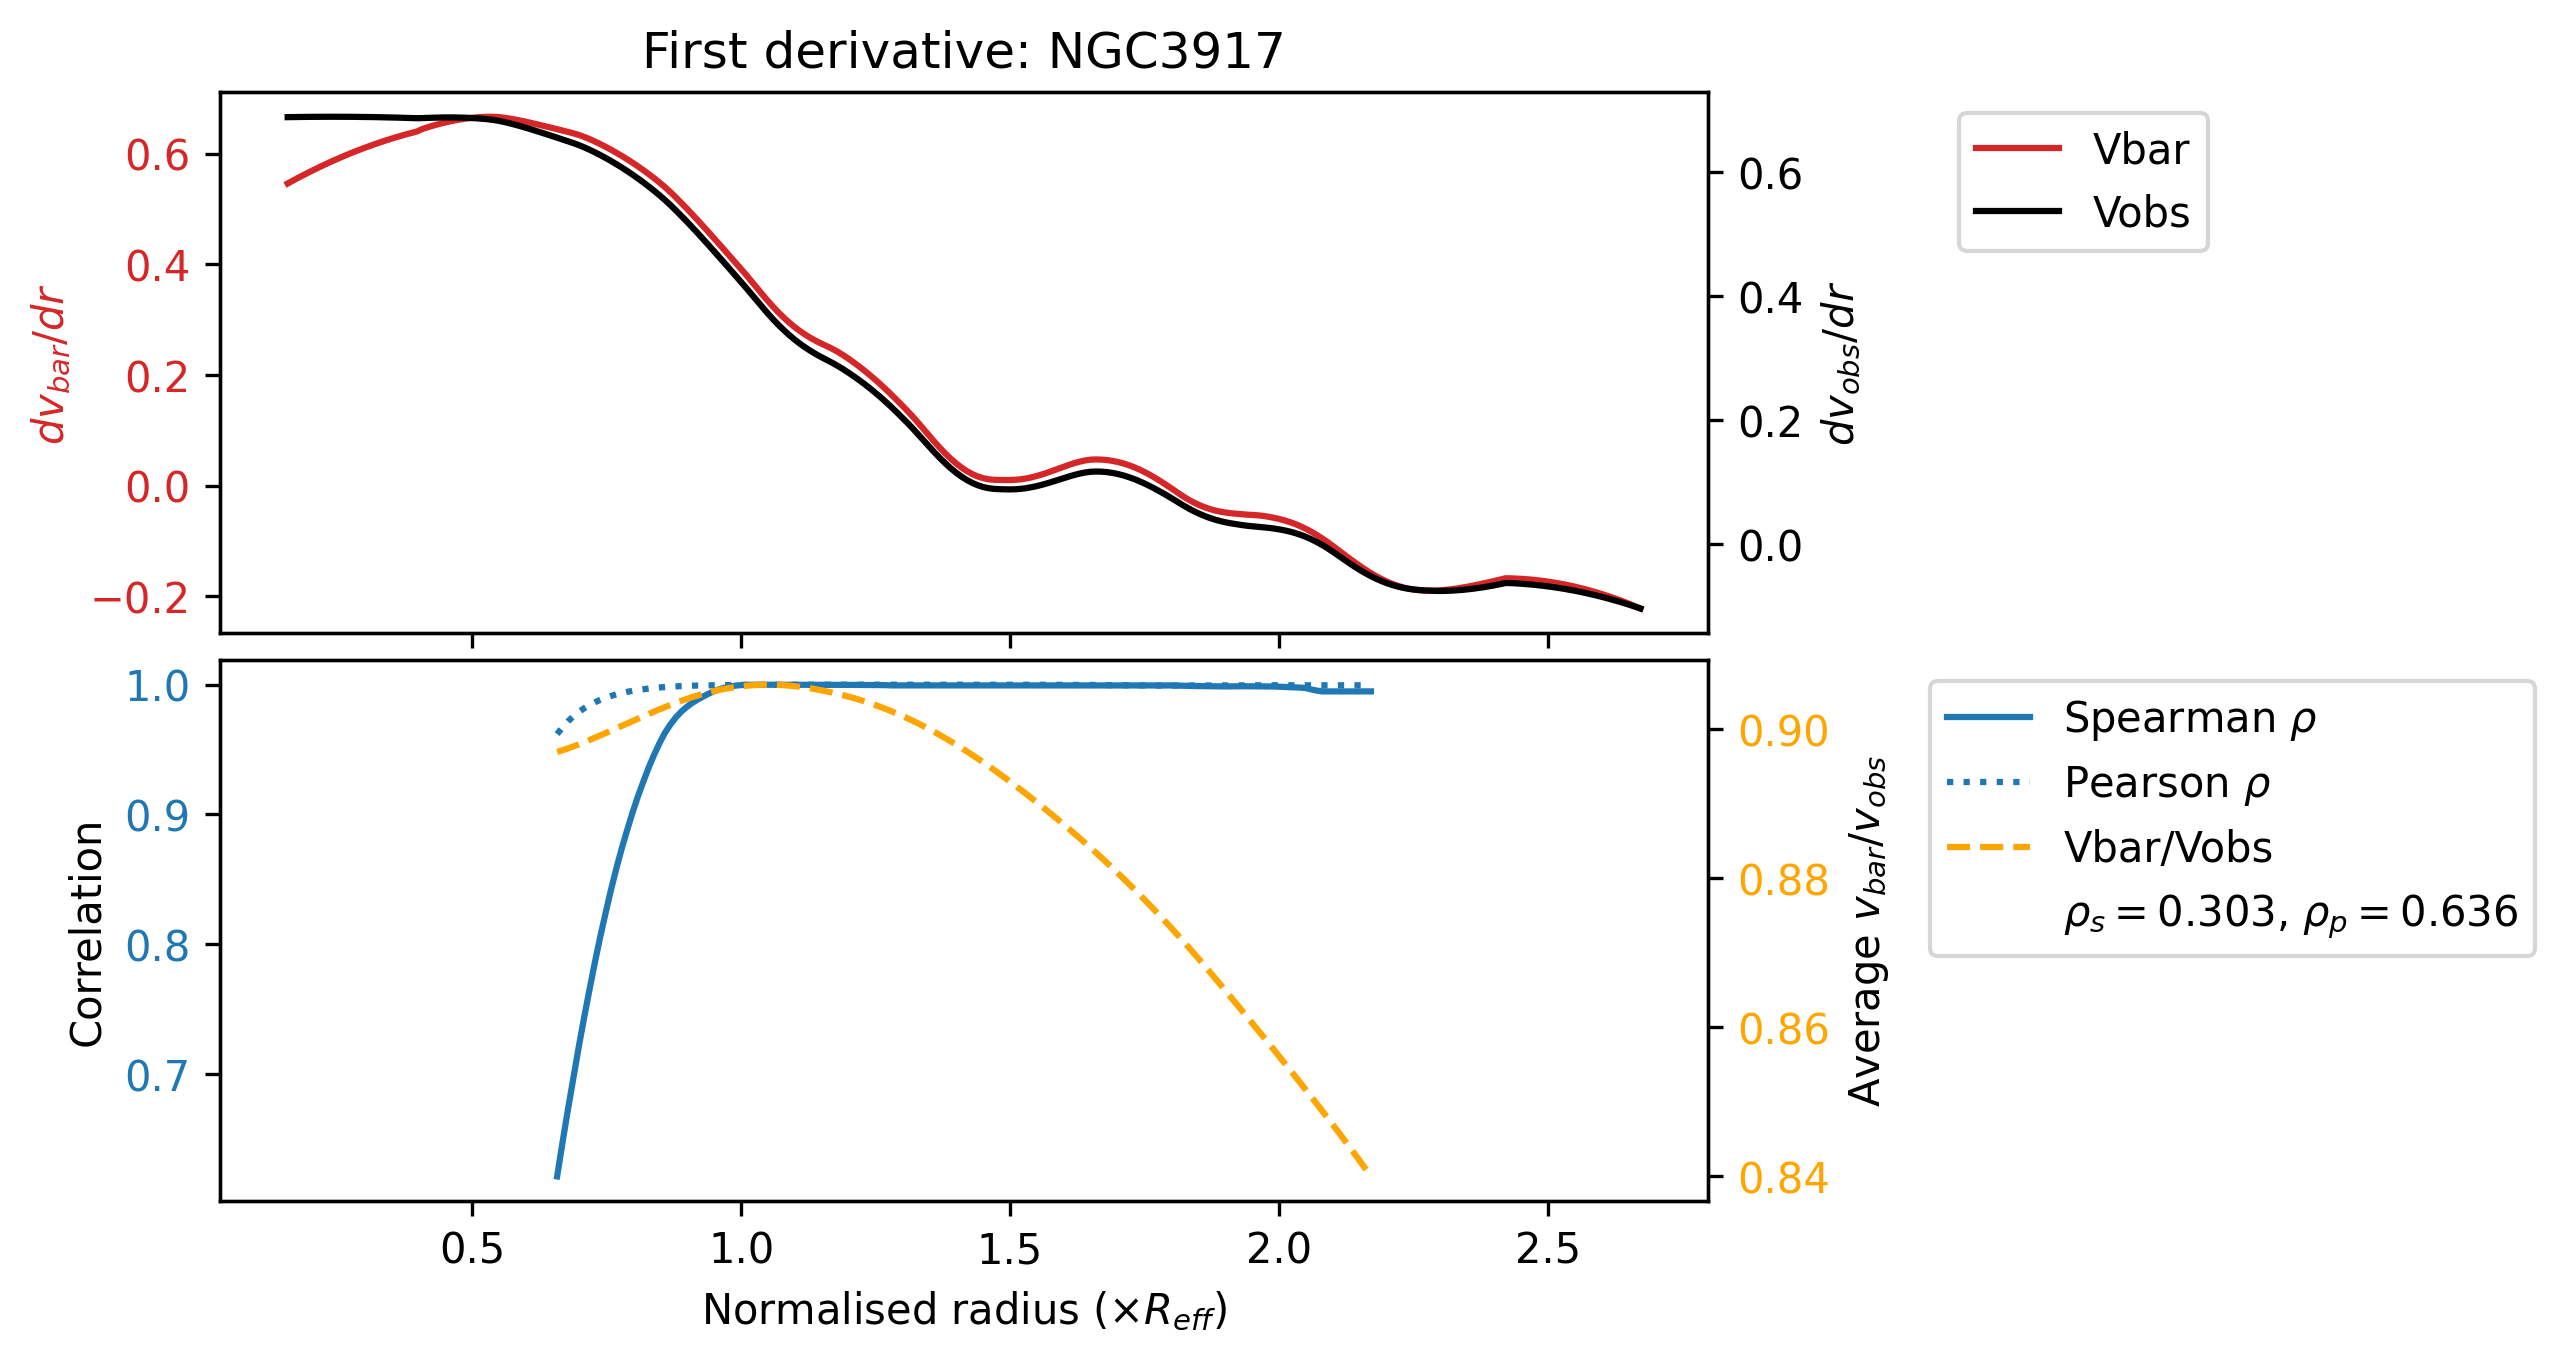 First derivative: NGC3917
dv_bar/dr
0.6
0.4
0.2
0.0
−0.2
0.6
0.4
0.2
0.0
dv_obs/dr
Vbar
Vobs
Correlation
1.0
0.9
0.8
0.7
0.90
0.88
0.86
0.84
Average v_bar/v_obs
Spearman ρ
Pearson ρ
Vbar/Vobs
ρ_s = 0.303, ρ_p = 0.636
0.5 1.0 1.5 2.0 2.5
Normalised radius (×R_eff)